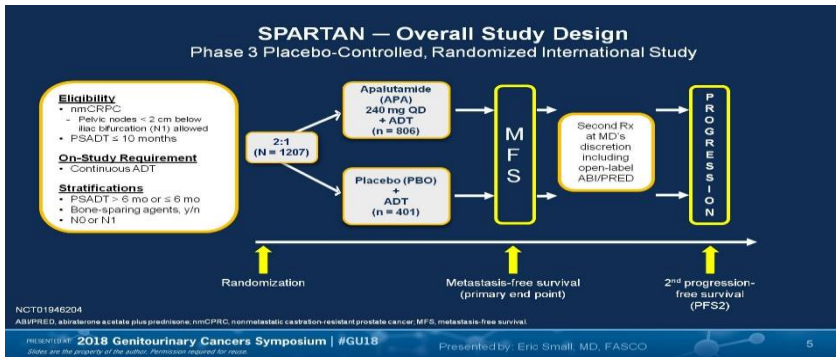 SPARTAN — Overall Study Design
Phase 3 Placebo-Controlled, Randomized International Study
Eligibility
• nmCRPC
– Pelvic nodes < 2 cm below
iliac bifurcation (N1) allowed
• PSADT ≤ 10 months
On-Study Requirement
• Continuous ADT
Stratifications
• PSADT > 6 mo or ≤ 6 mo
• Bone-sparing agents, y/n
• N0 or N1
2:1
(N = 1207)
Apalutamide
(APA)
240 mg QD
+ ADT
(n = 806)
Placebo (PBO)
+
ADT
(n = 401)
MFS
Second Rx
at MD's
discretion
including
open-label
ABI/PRED
PROGRESSION
Randomization
Metastasis-free survival
(primary end point)
2nd progression-
free survival
(PFS2)
NCT01946204
ABI/PRED, abiraterone acetate plus prednisone; nmCPRC, nonmetastatic castration-resistant prostate cancer; MFS, metastasis-free survival.
PRESENTED AT: 2018 Genitourinary Cancers Symposium | #GU18
Slides are the property of the author. Permission required for reuse.
Presented by: Eric Small, MD, FASCO
5